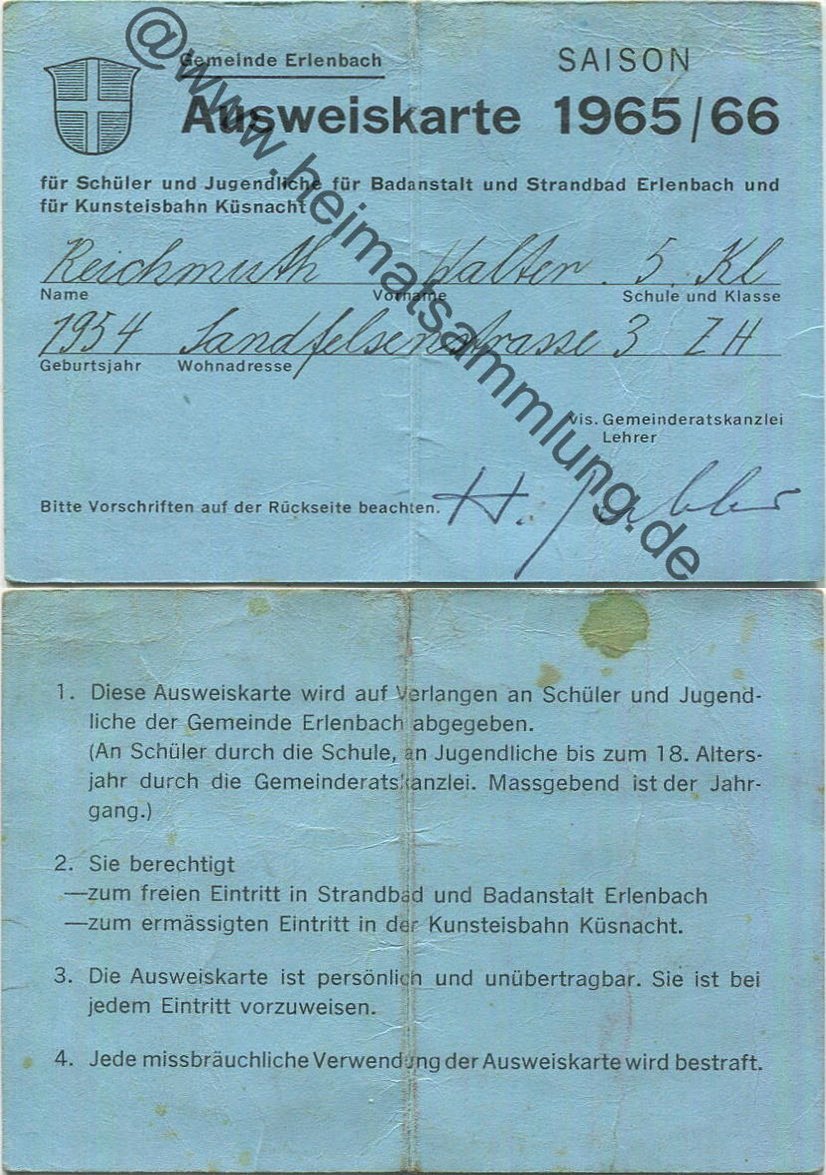 Gemeinde Erlenbach
SAISON
Ausweiskarte 1965/66
für Schüler und Jugendliche für Badanstalt und Strandbad Erlenbach und
für Kunsteisbahn Küsnacht
Reichmuth Walter. 5. Kl
Name Vorname Schule und Klasse
1954 Sandfelsenstrasse 3 ZH
Geburtsjahr Wohnadresse
vis. Gemeinderatskanzlei
Lehrer
Bitte Vorschriften auf der Rückseite beachten.
H.
@www.heimatsammlung.de
1. Diese Ausweiskarte wird auf Verlangen an Schüler und Jugend-
liche der Gemeinde Erlenbach abgegeben.
(An Schüler durch die Schule, an Jugendliche bis zum 18. Alters-
jahr durch die Gemeinderatskanzlei. Massgebend ist der Jahr-
gang.)
2. Sie berechtigt
—zum freien Eintritt in Strandbad und Badanstalt Erlenbach
—zum ermässigten Eintritt in der Kunsteisbahn Küsnacht.
3. Die Ausweiskarte ist persönlich und unübertragbar. Sie ist bei
jedem Eintritt vorzuweisen.
4. Jede missbräuchliche Verwendung der Ausweiskarte wird bestraft.